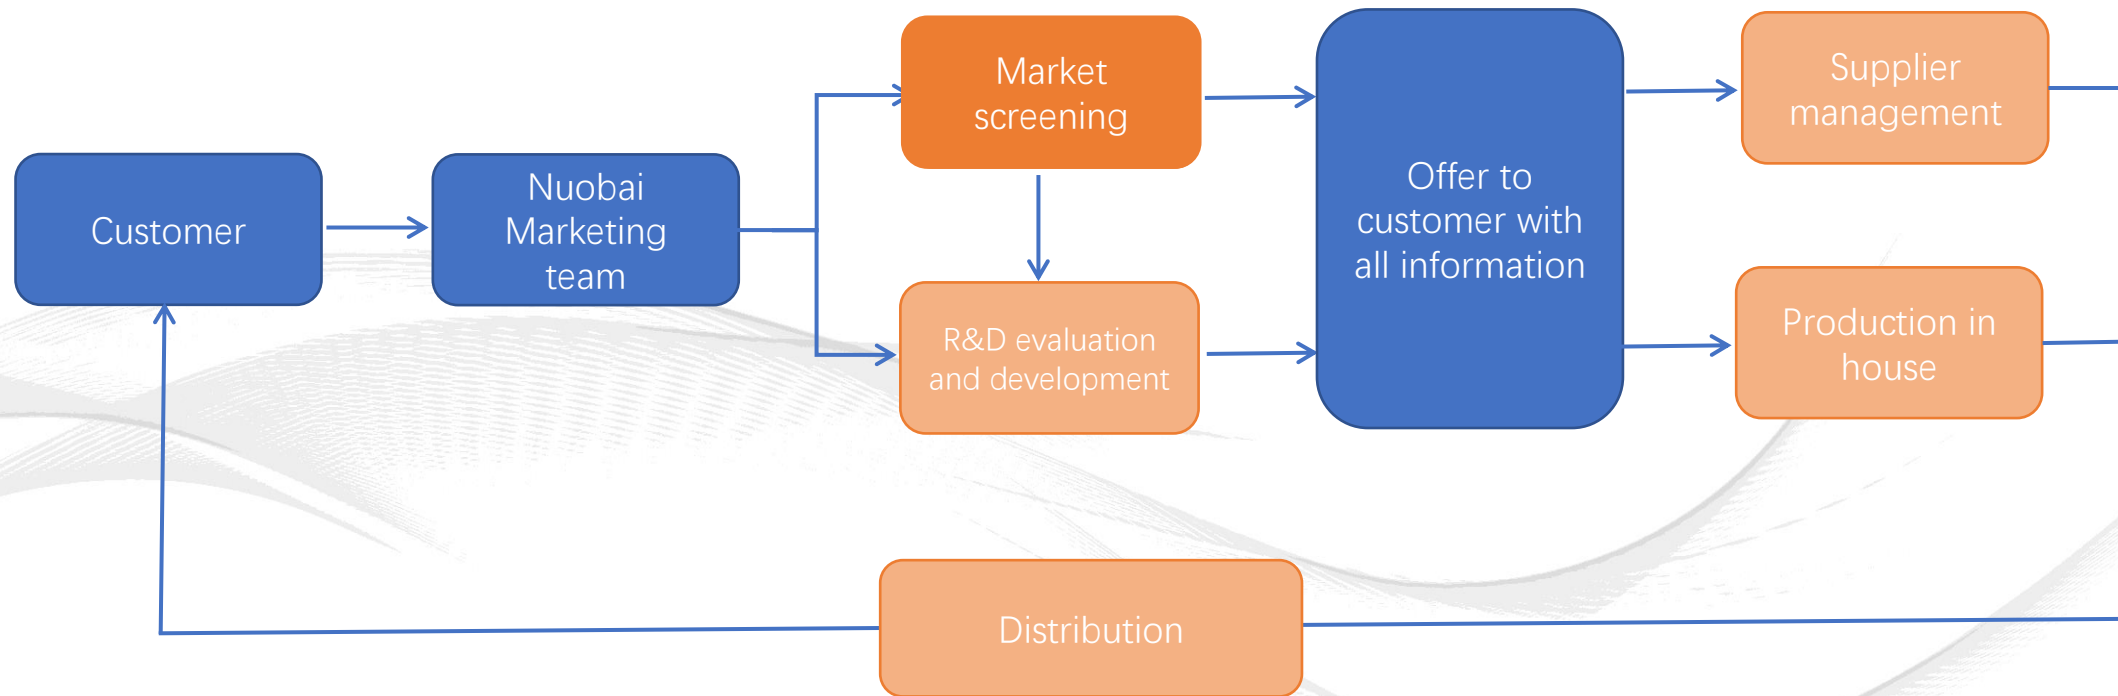 Customer
Nuobai
Marketing
team
Market
screening
R&D evaluation
and development
Offer to
customer with
all information
Supplier
management
Production in
house
Distribution